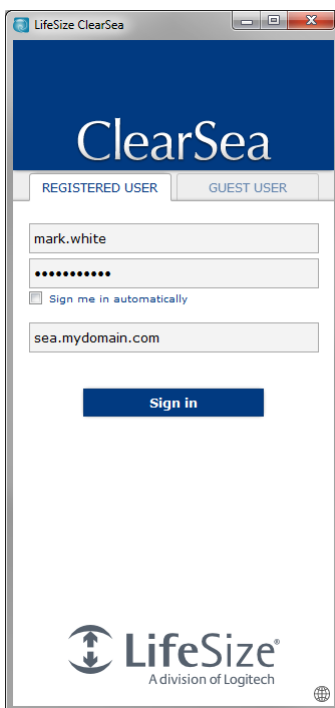 LifeSize ClearSea
ClearSea
REGISTERED USER GUEST USER
mark.white
•••••••••••
Sign me in automatically
sea.mydomain.com
Sign in
LifeSize®
A division of Logitech